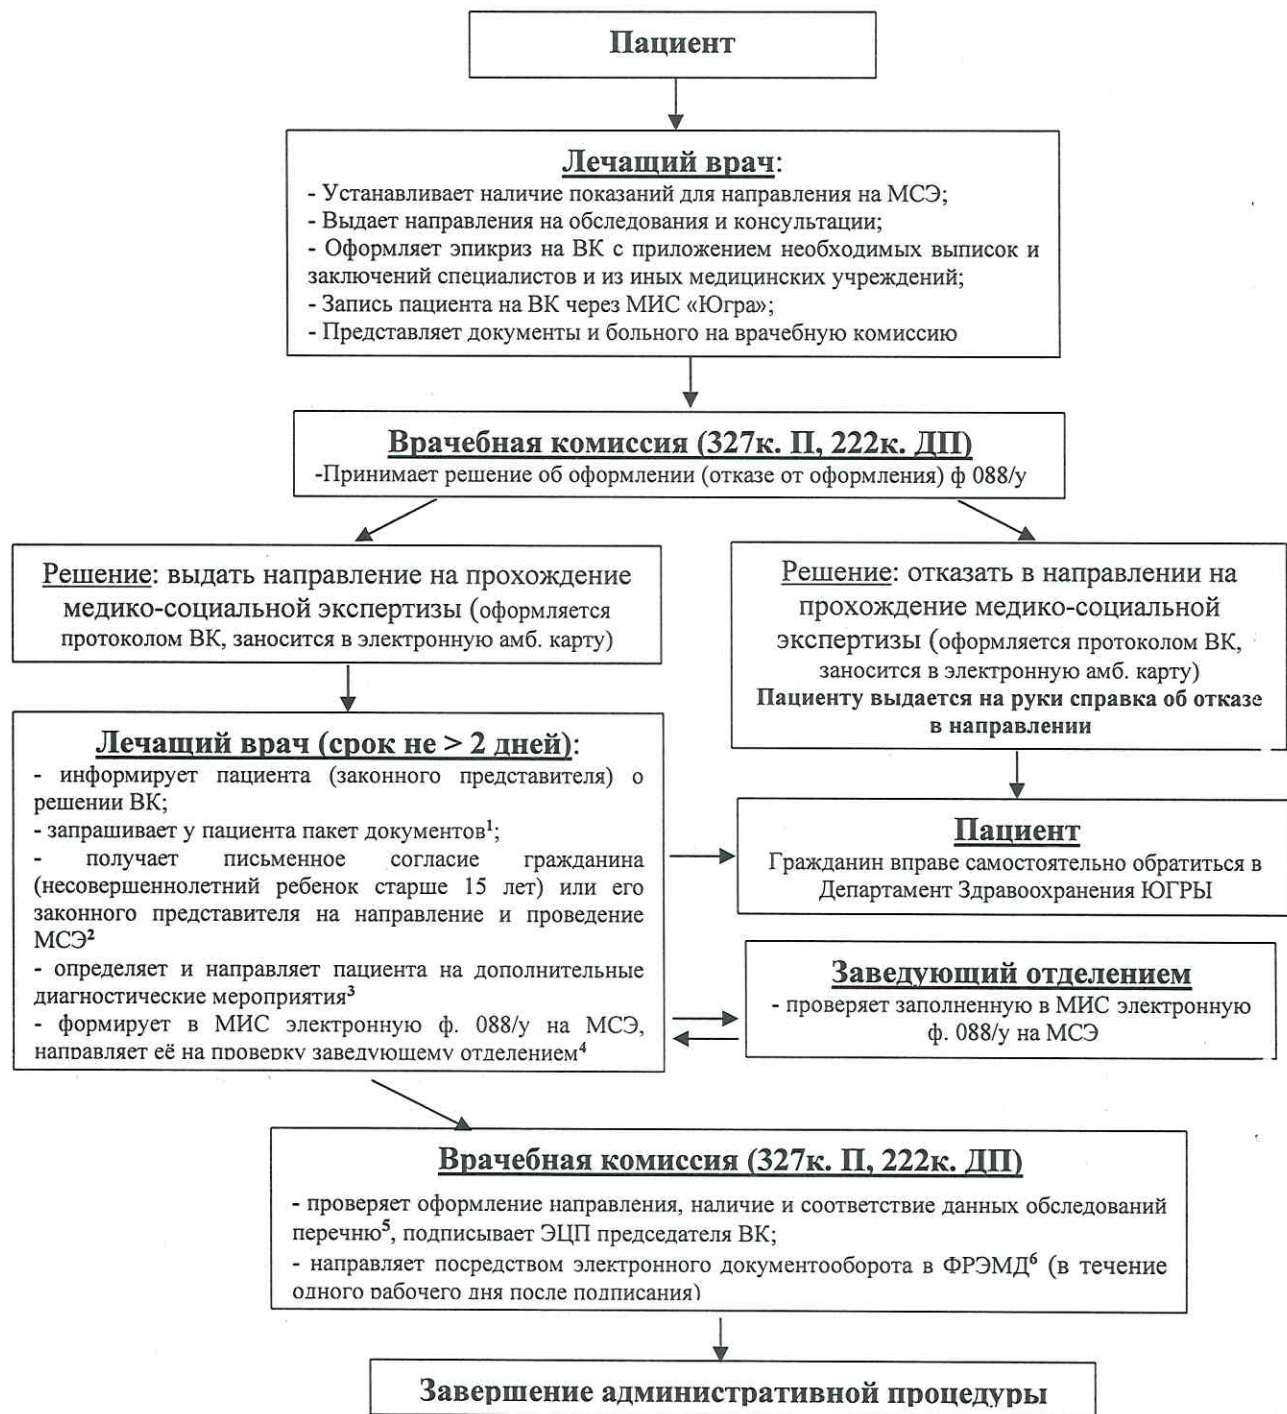 Пациент
Лечащий врач:
- Устанавливает наличие показаний для направления на МСЭ;
- Выдает направления на обследования и консультации;
- Оформляет эпикриз на ВК с приложением необходимых выписок и
заключений специалистов и из иных медицинских учреждений;
- Запись пациента на ВК через МИС «Югра»;
- Представляет документы и больного на врачебную комиссию
Врачебная комиссия (327к. П, 222к. ДП)
-Принимает решение об оформлении (отказе от оформления) ф 088/у
Решение: выдать направление на прохождение
медико-социальной экспертизы (оформляется
протоколом ВК, заносится в электронную амб. карту)
Решение: отказать в направлении на
прохождение медико-социальной
экспертизы (оформляется протоколом ВК,
заносится в электронную амб. карту)
Пациенту выдается на руки справка об отказе
в направлении
Лечащий врач (срок не > 2 дней):
- информирует пациента (законного представителя) о
решении ВК;
- запрашивает у пациента пакет документов¹;
- получает письменное согласие гражданина
(несовершеннолетний ребенок старше 15 лет) или его
законного представителя на направление и проведение
МСЭ²
- определяет и направляет пациента на дополнительные
диагностические мероприятия³
- формирует в МИС электронную ф. 088/у на МСЭ,
направляет её на проверку заведующему отделением⁴
Пациент
Гражданин вправе самостоятельно обратиться в
Департамент Здравоохранения ЮГРЫ
Заведующий отделением
- проверяет заполненную в МИС электронную
ф. 088/у на МСЭ
Врачебная комиссия (327к. П, 222к. ДП)
- проверяет оформление направления, наличие и соответствие данных обследований
перечню⁵, подписывает ЭЦП председателя ВК;
- направляет посредством электронного документооборота в ФРЭМД⁶ (в течение
одного рабочего дня после подписания)
Завершение административной процедуры